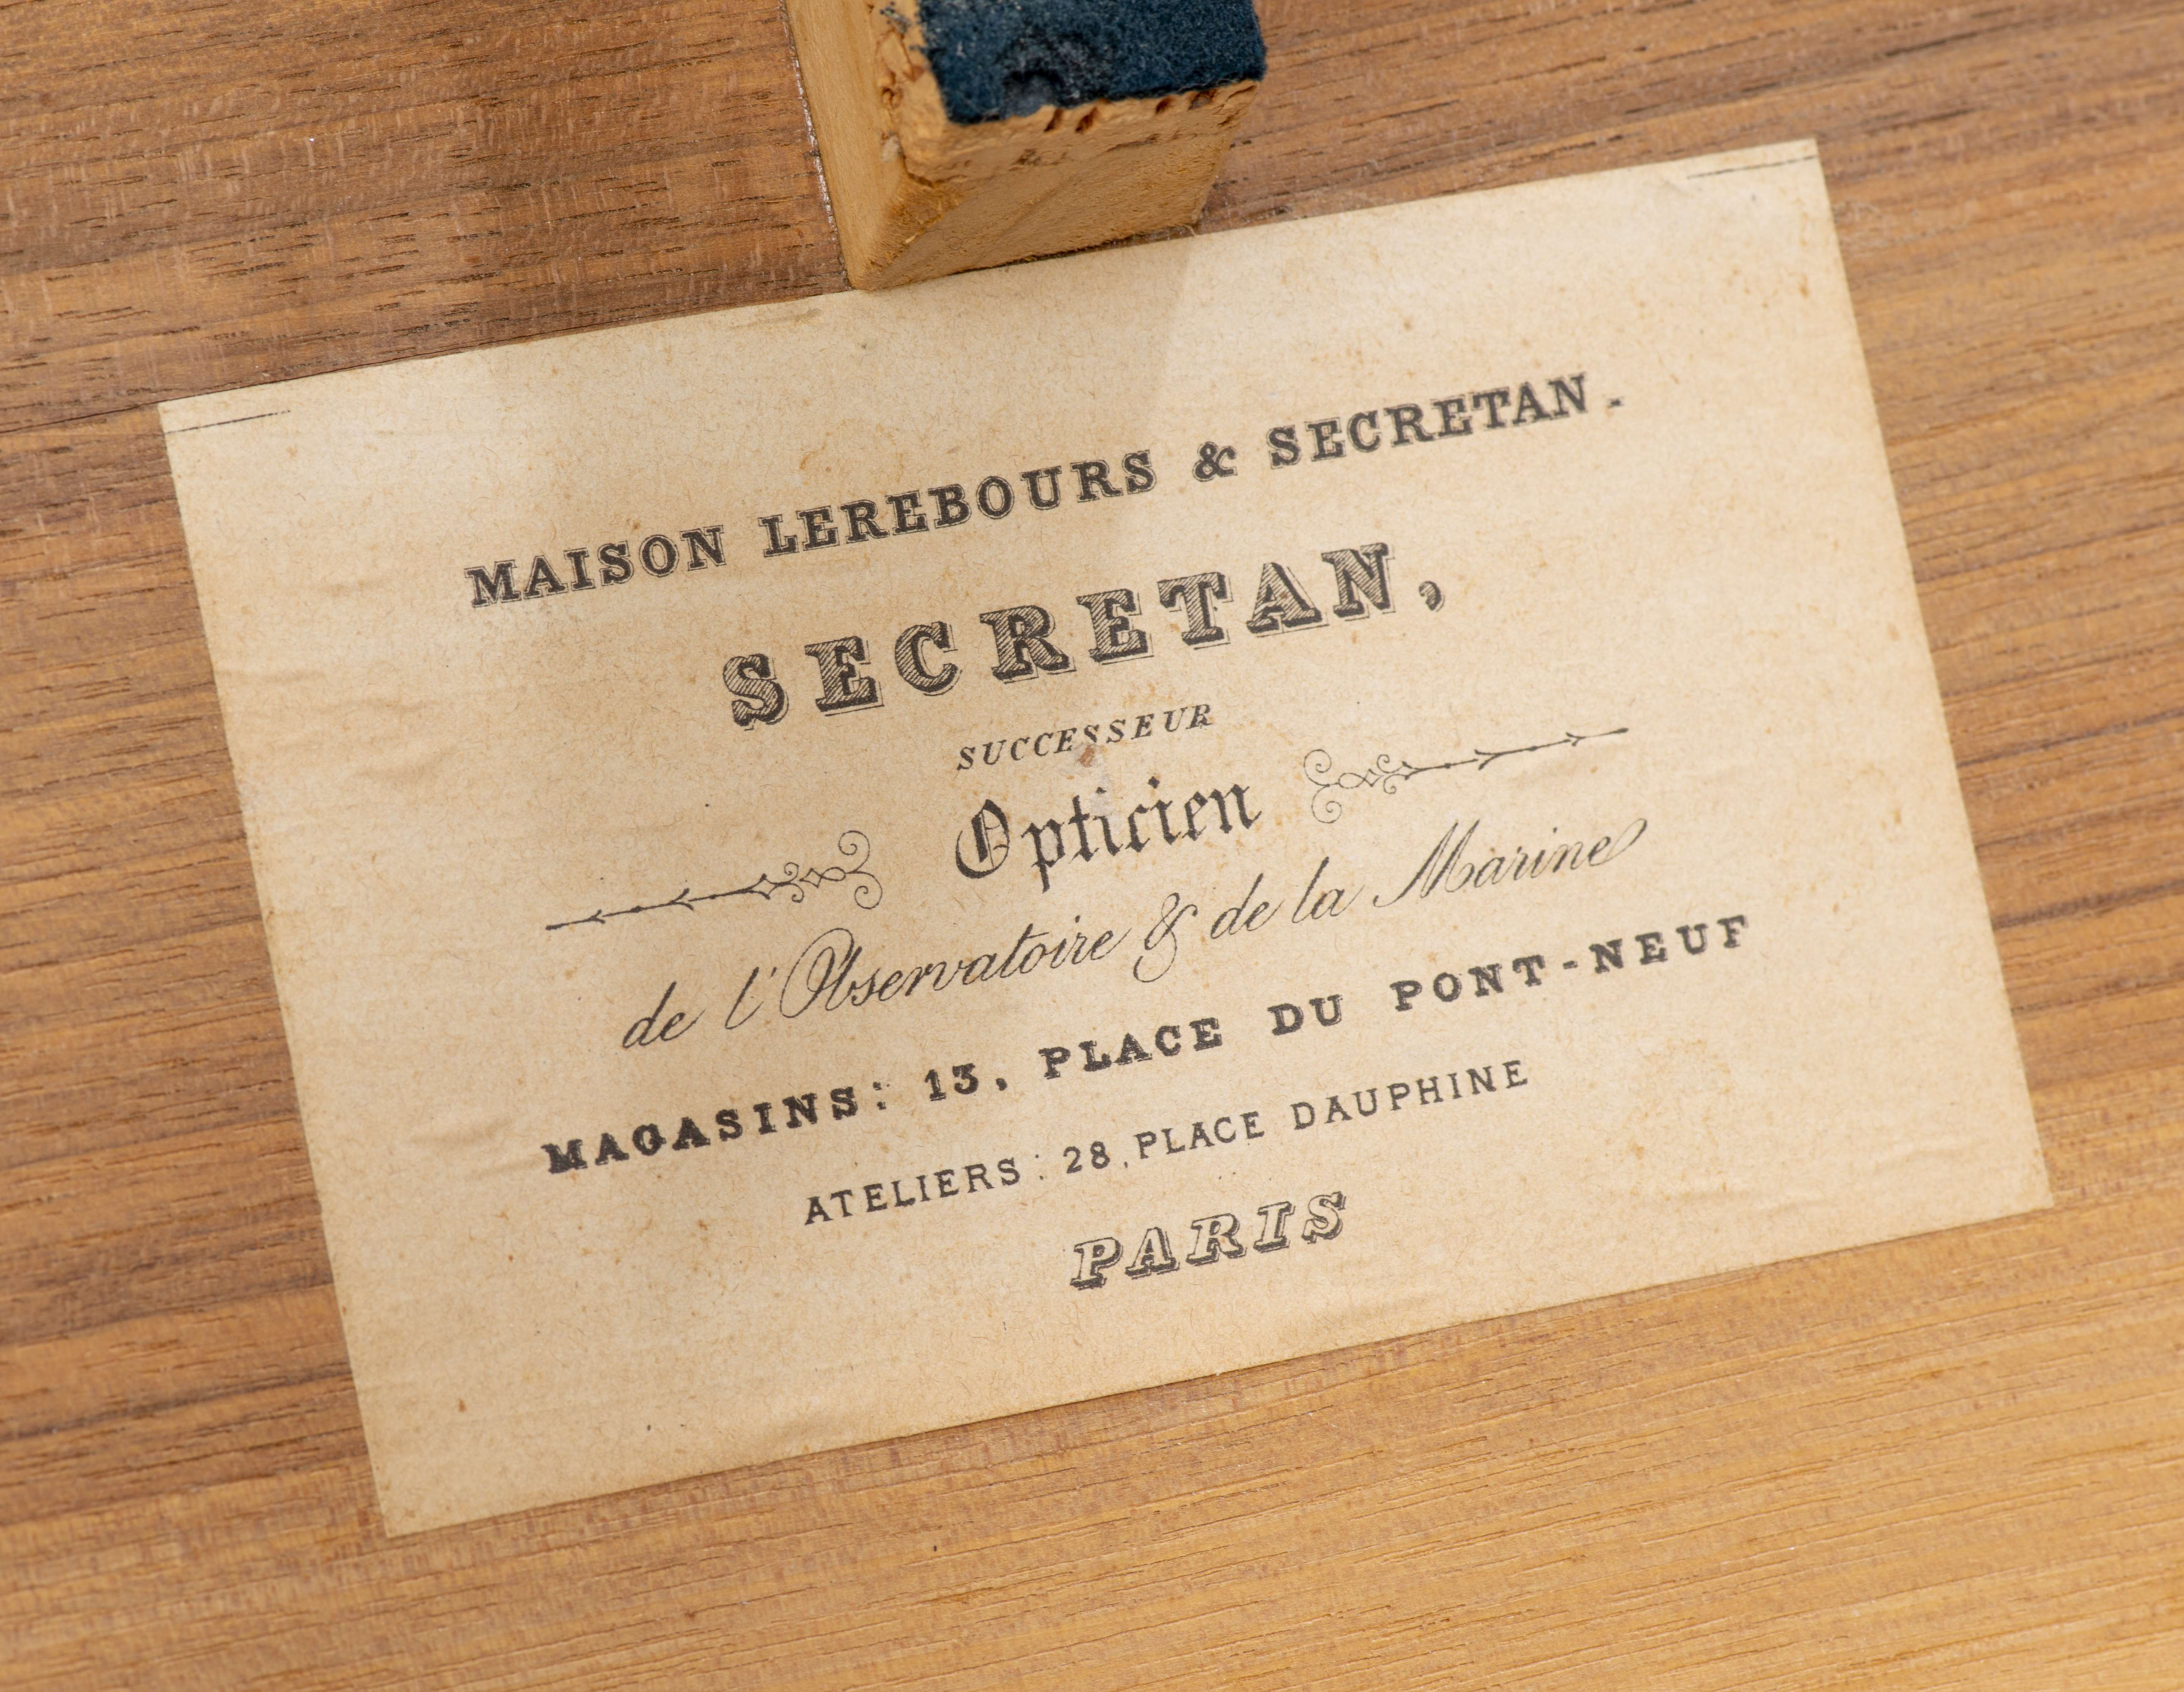 MAISON LEREBOURS & SECRETAN.
SECRETAN,
SUCCESSEUR
Opticien
de l'Observatoire & de la Marine
MAGASINS: 13, PLACE DU PONT-NEUF
ATELIERS: 28, PLACE DAUPHINE
PARIS